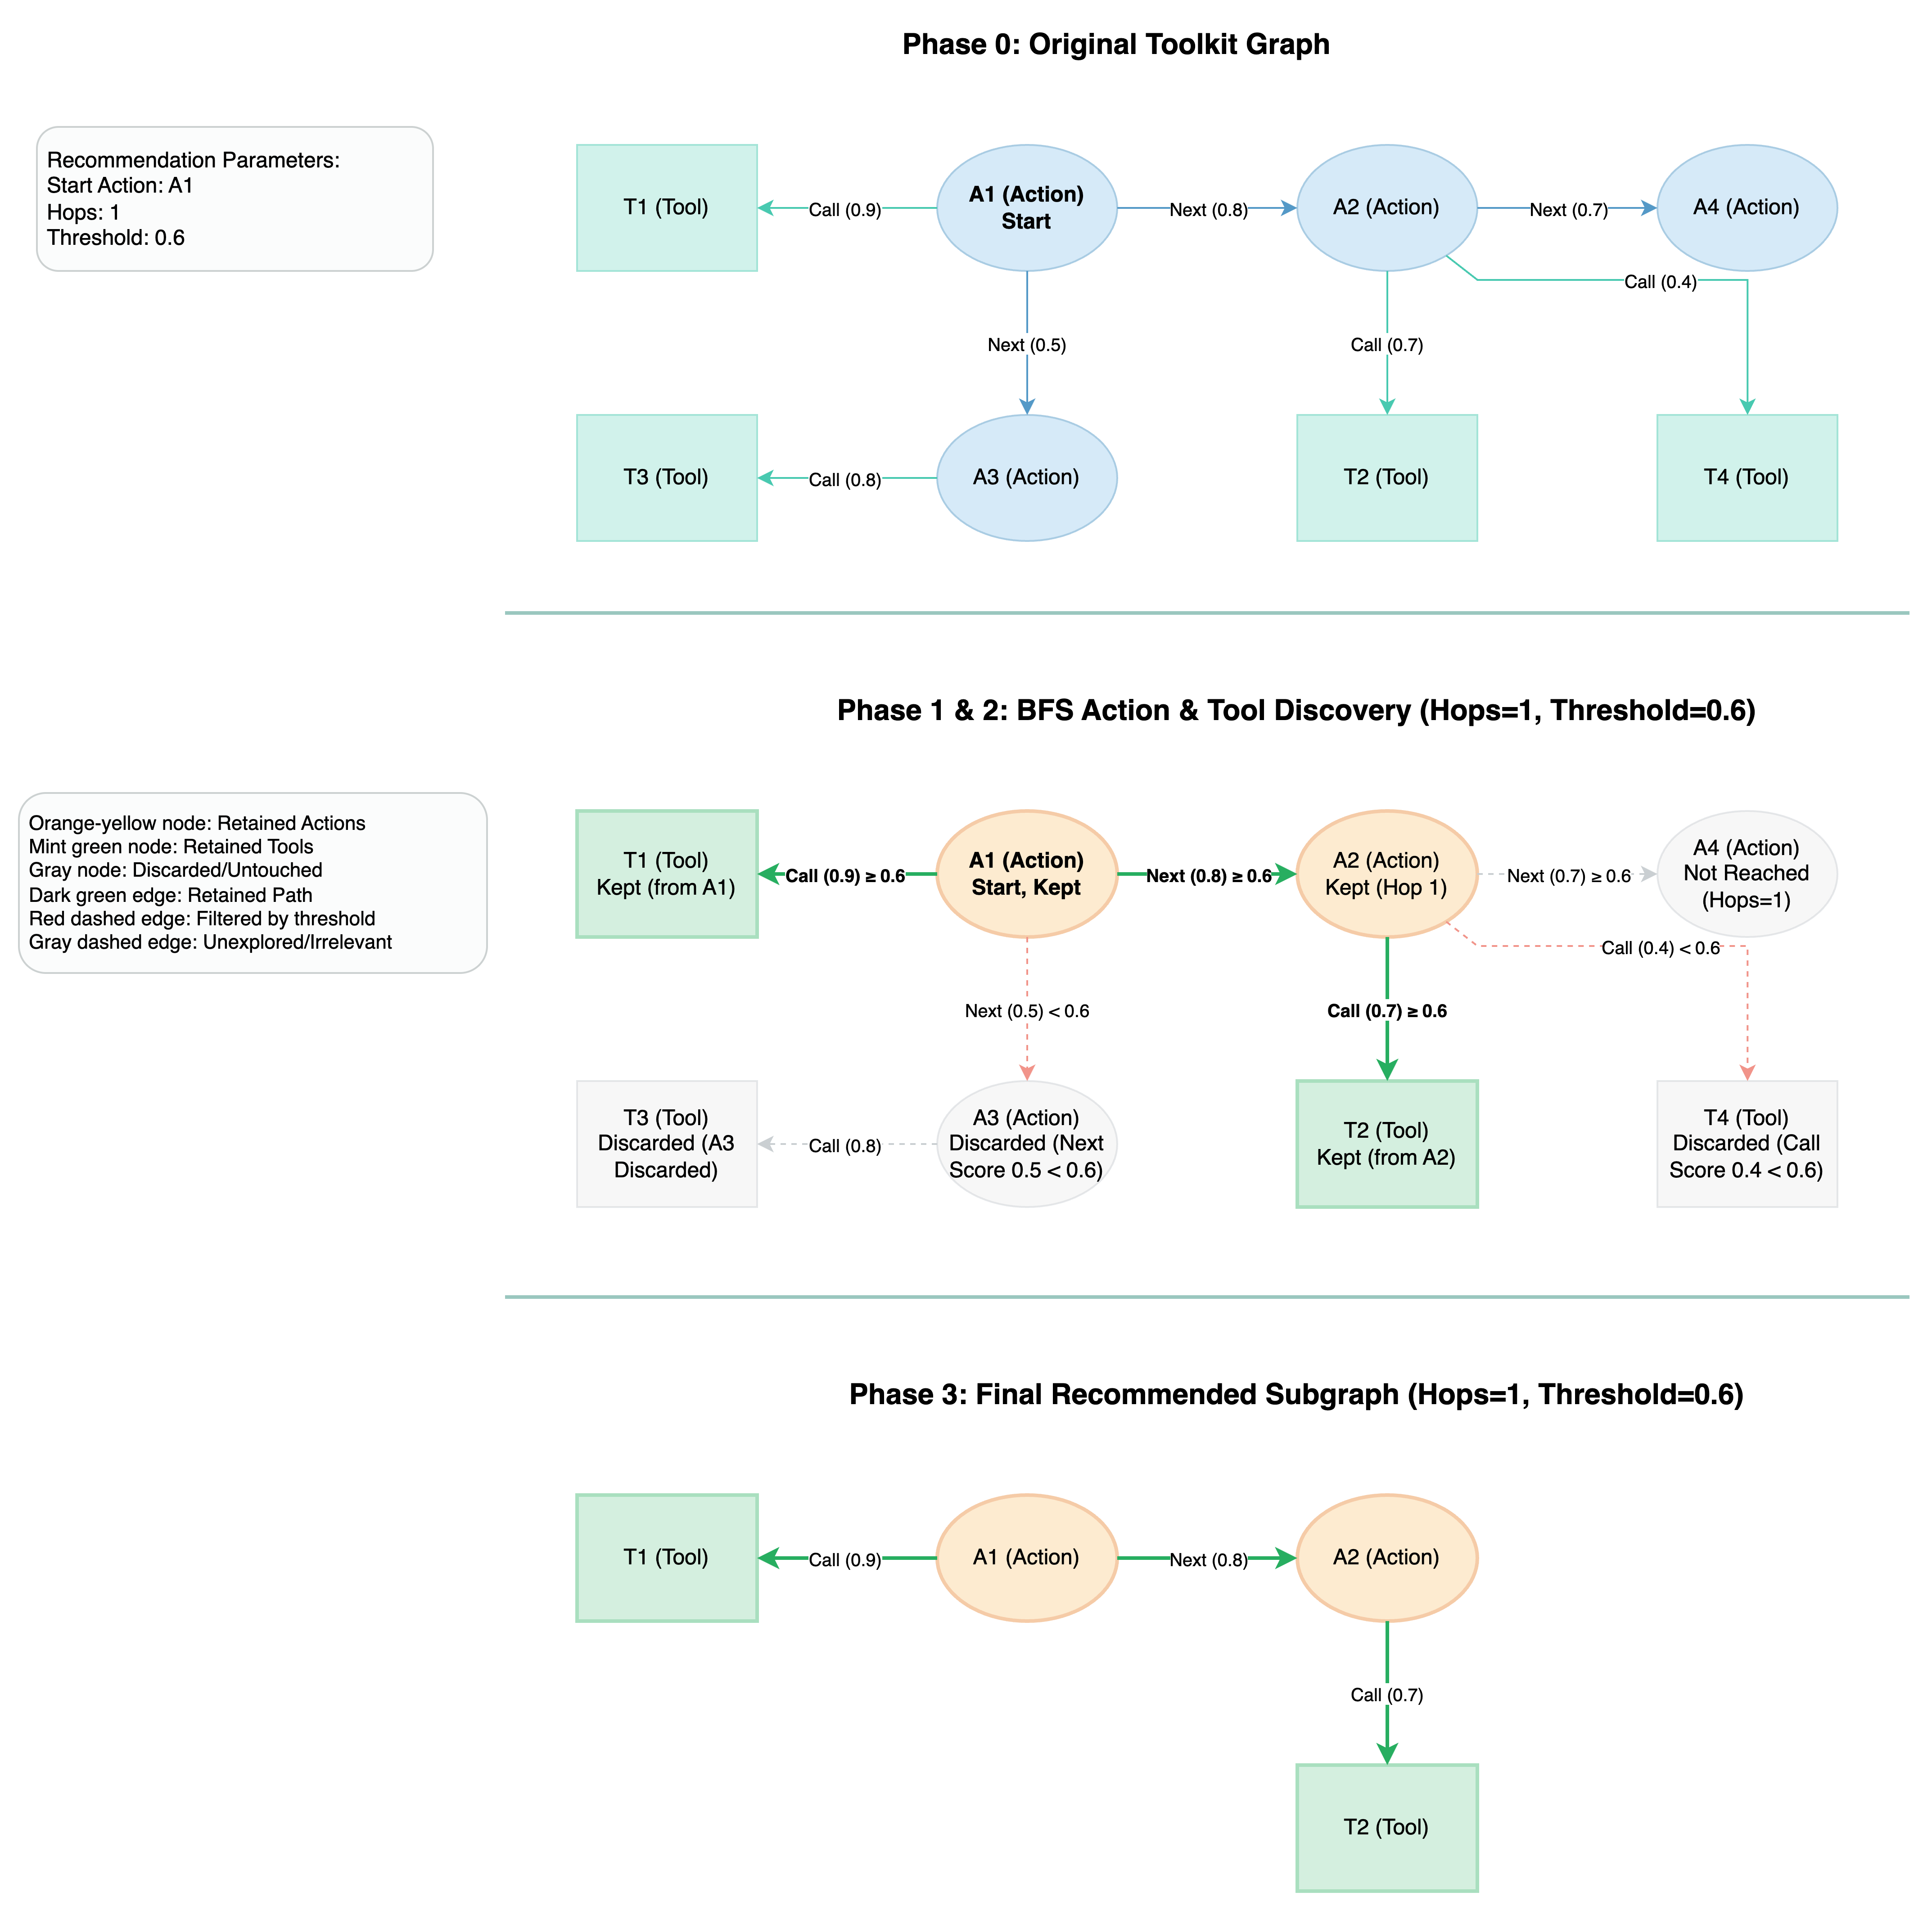 Phase 0: Original Toolkit Graph
Recommendation Parameters:
Start Action: A1
Hops: 1
Threshold: 0.6
T1 (Tool)
Call (0.9)
A1 (Action)
Start
Next (0.8)
A2 (Action)
Next (0.7)
A4 (Action)
Call (0.4)
Next (0.5)
Call (0.7)
T3 (Tool)
Call (0.8)
A3 (Action)
T2 (Tool)
T4 (Tool)
Phase 1 & 2: BFS Action & Tool Discovery (Hops=1, Threshold=0.6)
Orange-yellow node: Retained Actions
Mint green node: Retained Tools
Gray node: Discarded/Untouched
Dark green edge: Retained Path
Red dashed edge: Filtered by threshold
Gray dashed edge: Unexplored/Irrelevant
T1 (Tool)
Kept (from A1)
Call (0.9) ≥ 0.6
A1 (Action)
Start, Kept
Next (0.8) ≥ 0.6
A2 (Action)
Kept (Hop 1)
Next (0.7) ≥ 0.6
A4 (Action)
Not Reached
(Hops=1)
Call (0.4) < 0.6
Next (0.5) < 0.6
Call (0.7) ≥ 0.6
T3 (Tool)
Discarded (A3
Discarded)
Call (0.8)
A3 (Action)
Discarded (Next
Score 0.5 < 0.6)
T2 (Tool)
Kept (from A2)
T4 (Tool)
Discarded (Call
Score 0.4 < 0.6)
Phase 3: Final Recommended Subgraph (Hops=1, Threshold=0.6)
T1 (Tool)
Call (0.9)
A1 (Action)
Next (0.8)
A2 (Action)
Call (0.7)
T2 (Tool)